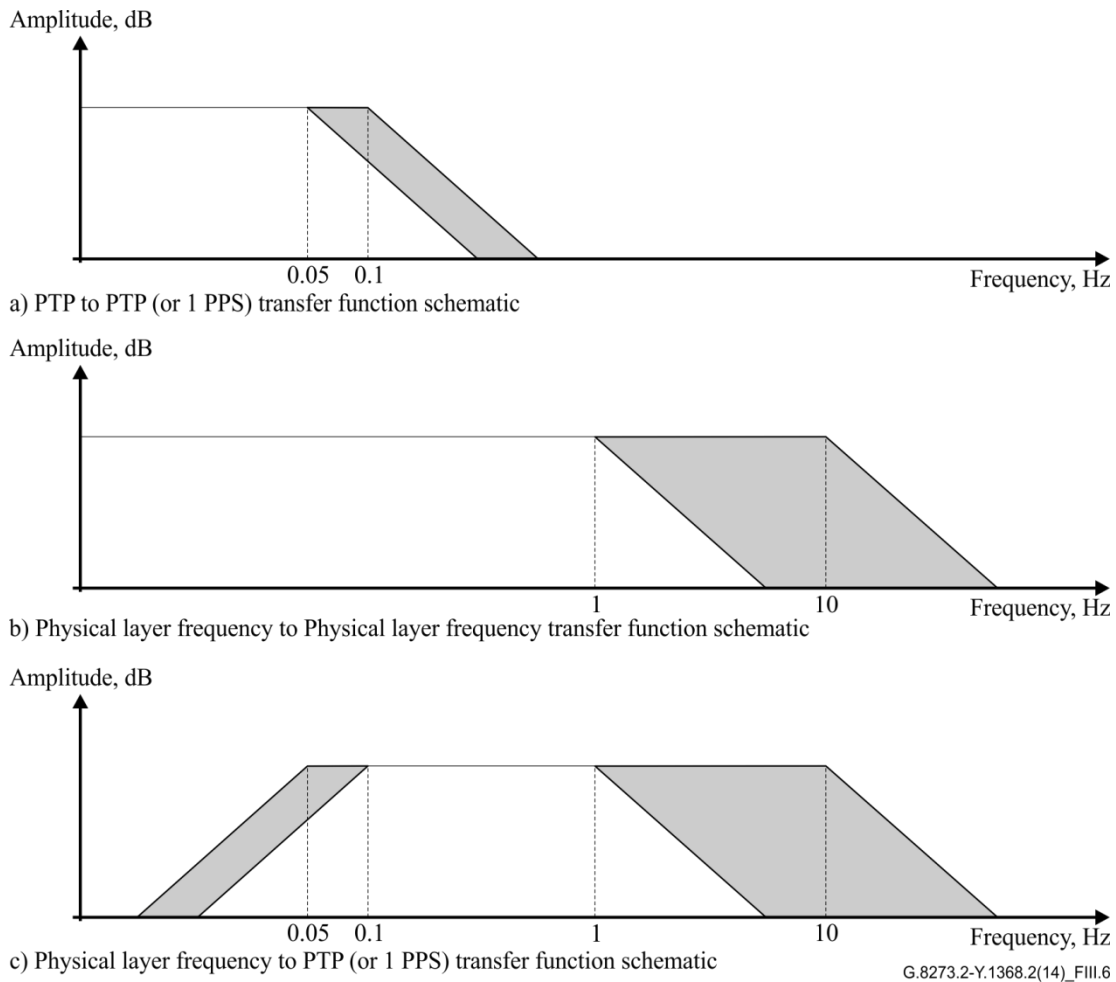 Amplitude, dB
0.05 0.1
Frequency, Hz
a) PTP to PTP (or 1 PPS) transfer function schematic
Amplitude, dB
1 10
Frequency, Hz
b) Physical layer frequency to Physical layer frequency transfer function schematic
Amplitude, dB
0.05 0.1 1 10
Frequency, Hz
c) Physical layer frequency to PTP (or 1 PPS) transfer function schematic
G.8273.2-Y.1368.2(14)_FIII.6